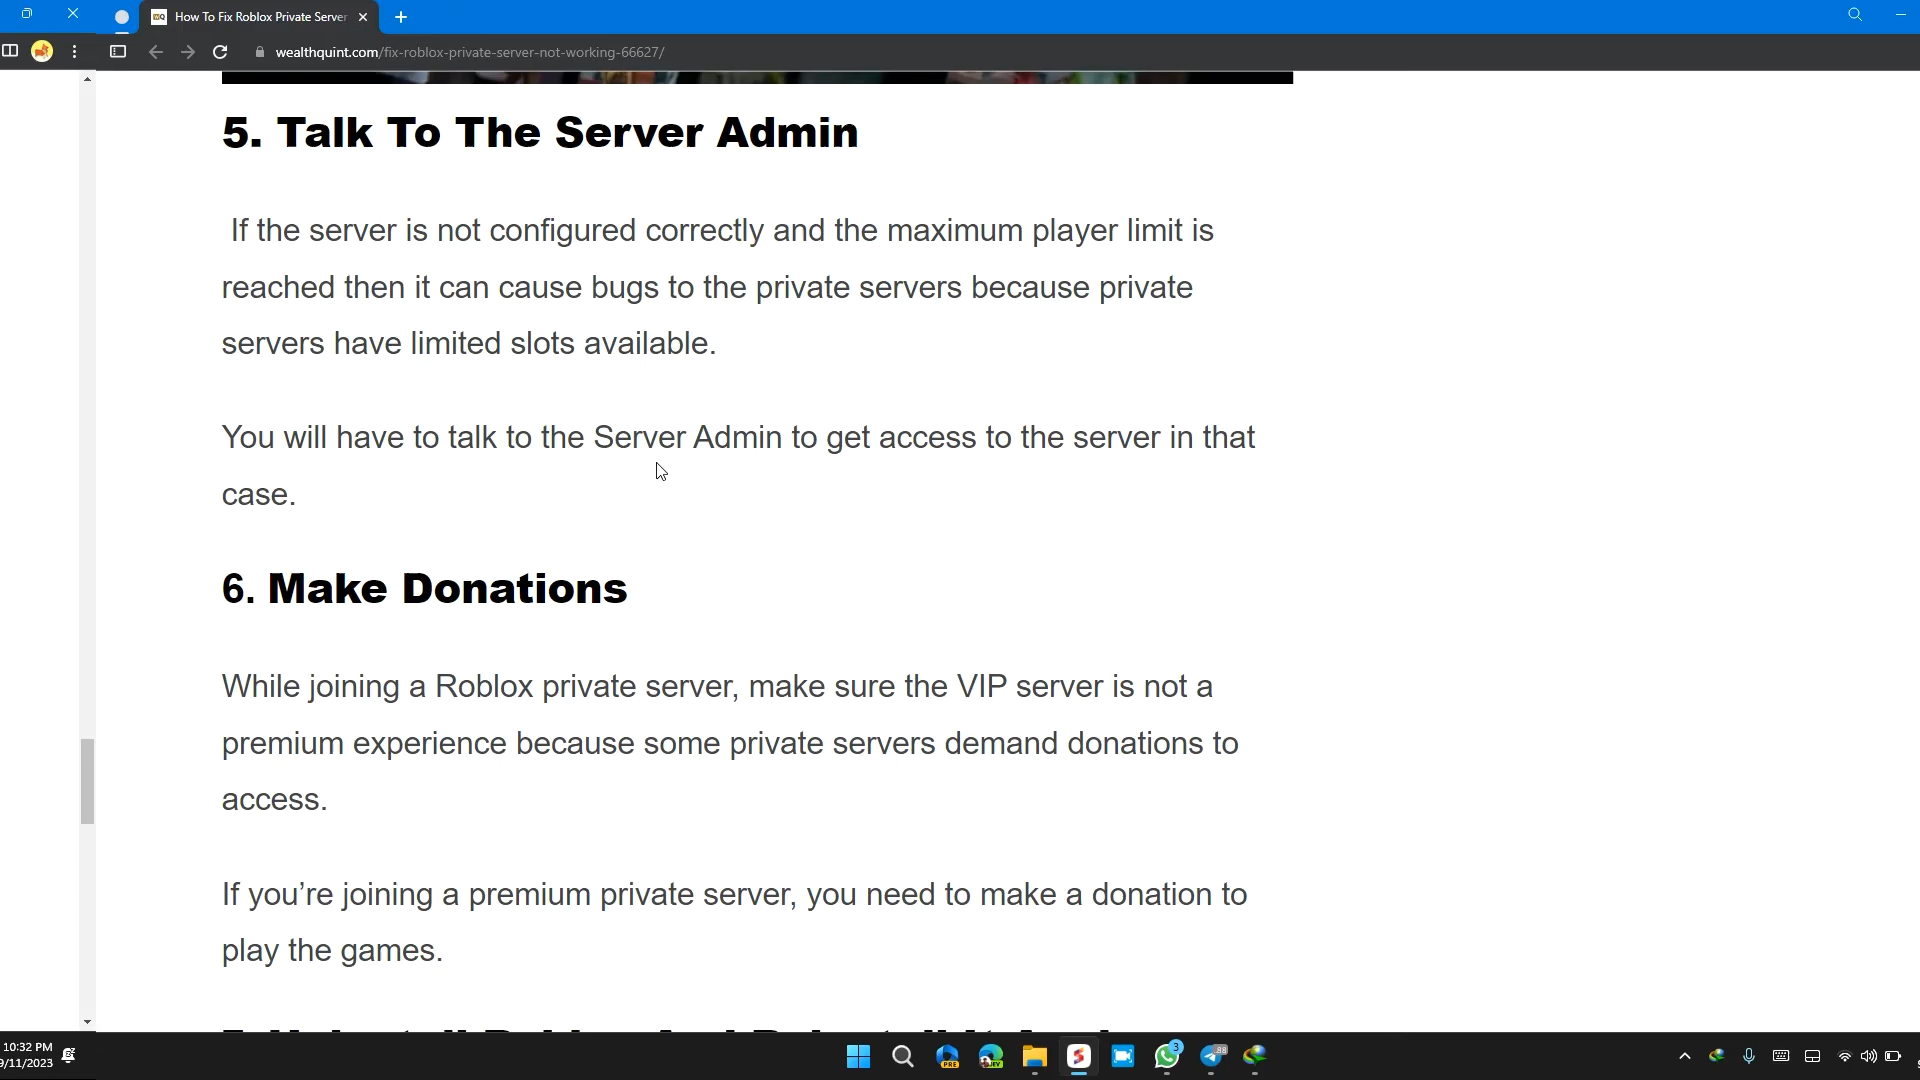 How To Fix Roblox Private Server
wealthquint.com/fix-roblox-private-server-not-working-66627/
5. Talk To The Server Admin
If the server is not configured correctly and the maximum player limit is
reached then it can cause bugs to the private servers because private
servers have limited slots available.
You will have to talk to the Server Admin to get access to the server in that
case.
6. Make Donations
While joining a Roblox private server, make sure the VIP server is not a
premium experience because some private servers demand donations to
access.
If you’re joining a premium private server, you need to make a donation to
play the games.
10:32 PM
9/11/2023
PRE
DEV
3
88